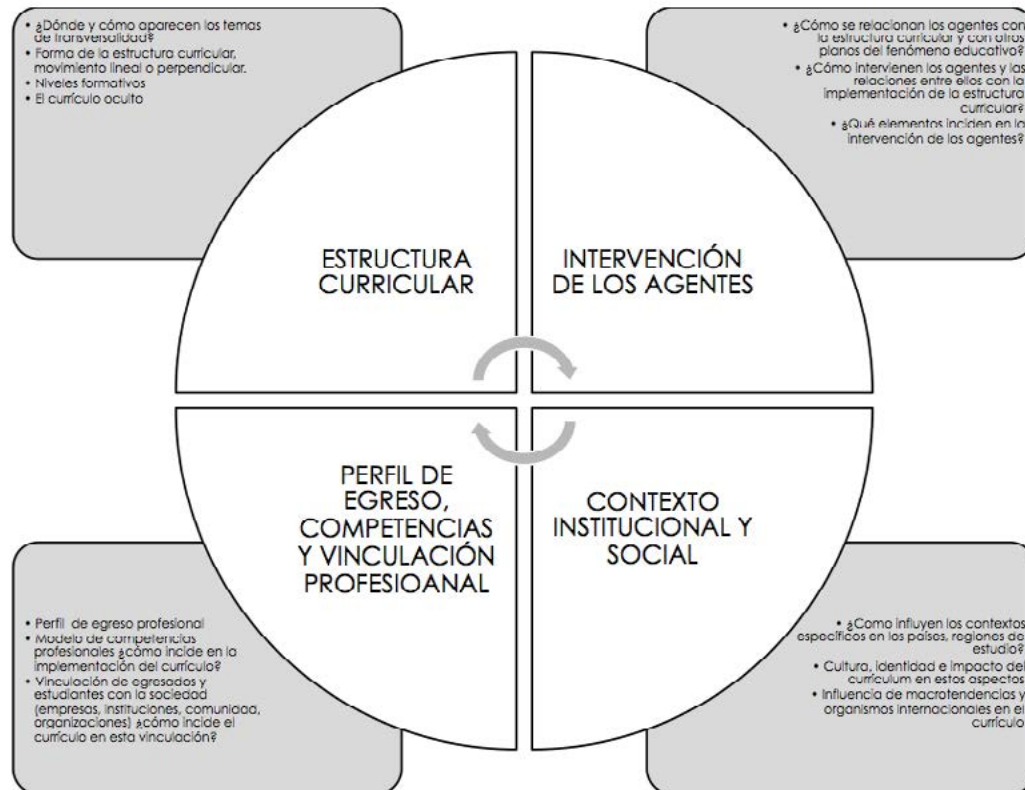 • ¿Dónde y cómo aparecen los temas
de transversalidad?
• Forma de la estructura curricular,
movimiento lineal o perpendicular.
• Niveles formativos
• El currículo oculto
• ¿Cómo se relacionan los agentes con
la estructura curricular y con otros
planos del fenómeno educativo?
• ¿Cómo intervienen los agentes y las
relaciones entre ellos con la
implementación de la estructura
curricular?
• ¿Qué elementos inciden en la
intervención de los agentes?
ESTRUCTURA
CURRICULAR
INTERVENCIÓN
DE LOS AGENTES
PERFIL DE
EGRESO,
COMPETENCIAS
Y VINCULACIÓN
PROFESIOANAL
CONTEXTO
INSTITUCIONAL Y
SOCIAL
• Perfil de egreso profesional
• Modelo de competencias
profesionales ¿cómo incide en la
implementación del currículo?
• Vinculación de egresados y
estudiantes con la sociedad
(empresas, instituciones, comunidad,
organizaciones) ¿cómo incide el
currículo en esta vinculación?
• ¿Como influyen los contextos
específicos en los países, regiones de
estudio?
• Cultura, identidad e impacto del
currículum en estos aspectos
• Influencia de macrotendencias y
organismos internacionales en el
currículo